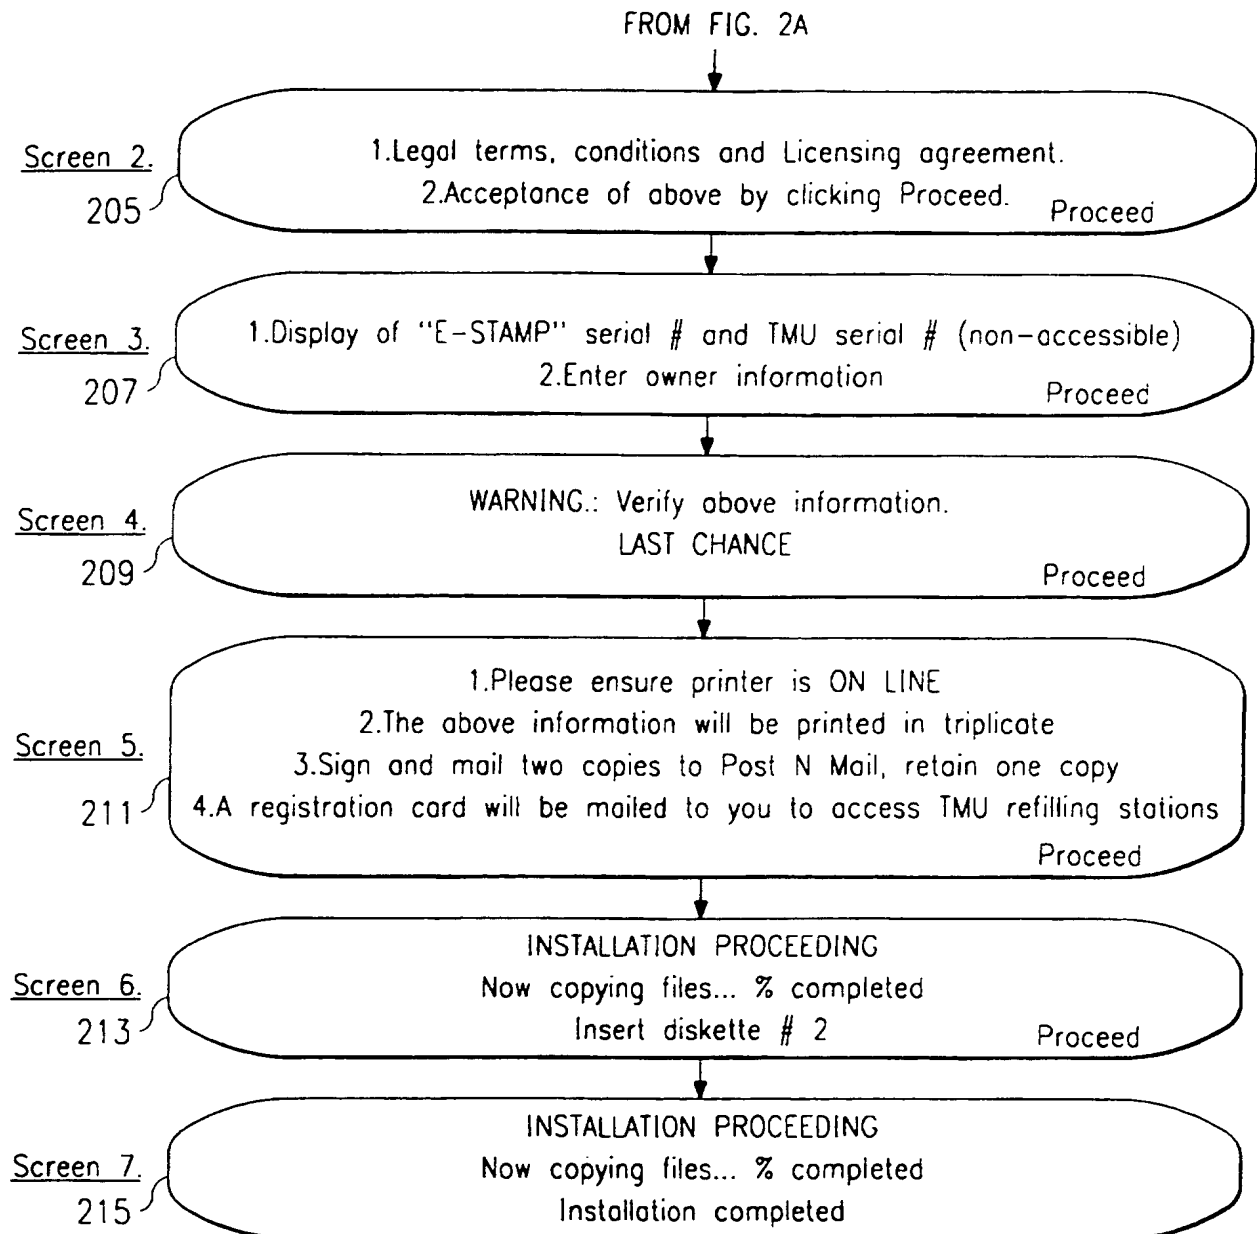 FROM FIG. 2A
Screen 2.
205
1.Legal terms, conditions and Licensing agreement.
2.Acceptance of above by clicking Proceed.
Proceed
Screen 3.
207
1.Display of "E-STAMP" serial # and TMU serial # (non-accessible)
2.Enter owner information
Proceed
Screen 4.
209
WARNING.: Verify above information.
LAST CHANCE
Proceed
Screen 5.
211
1.Please ensure printer is ON LINE
2.The above information will be printed in triplicate
3.Sign and mail two copies to Post N Mail, retain one copy
4.A registration card will be mailed to you to access TMU refilling stations
Proceed
Screen 6.
213
INSTALLATION PROCEEDING
Now copying files... % completed
Insert diskette # 2
Proceed
Screen 7.
215
INSTALLATION PROCEEDING
Now copying files... % completed
Installation completed